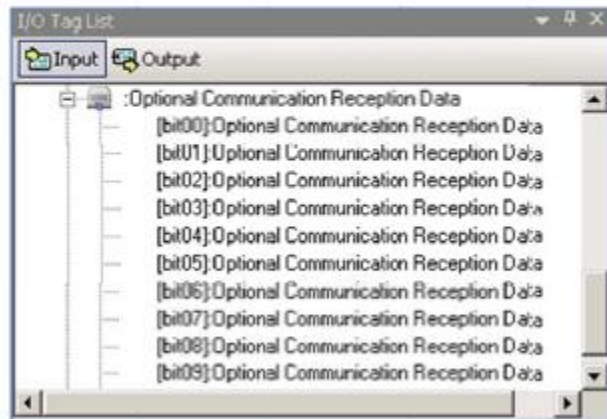 I/O Tag List
Input Output
:Optional Communication Reception Data
[bit00]:Optional Communication Reception Data
[bit01]:Optional Communication Reception Data
[bit02]:Optional Communication Reception Data
[bit03]:Optional Communication Reception Data
[bit04]:Optional Communication Reception Data
[bit05]:Optional Communication Reception Data
[bit06]:Optional Communication Reception Data
[bit07]:Optional Communication Reception Data
[bit08]:Optional Communication Reception Data
[bit09]:Optional Communication Reception Data